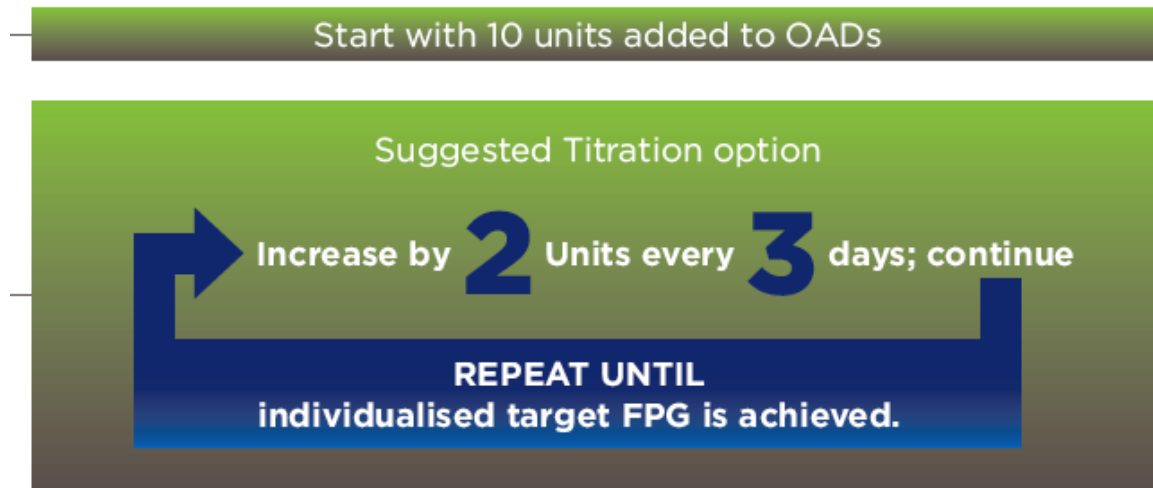 Start with 10 units added to OADs
Suggested Titration option
Increase by 2 Units every 3 days; continue
REPEAT UNTIL
individualised target FPG is achieved.